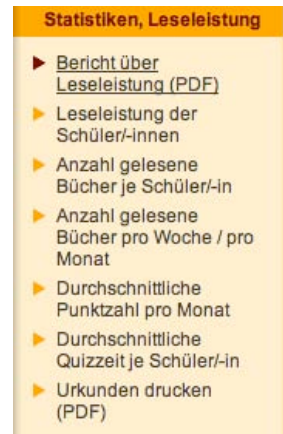 Statistiken, Leseleistung
Bericht über
Leseleistung (PDF)
Leseleistung der
Schüler/-innen
Anzahl gelesene
Bücher je Schüler/-in
Anzahl gelesene
Bücher pro Woche / pro
Monat
Durchschnittliche
Punktzahl pro Monat
Durchschnittliche
Quizzeit je Schüler/-in
Urkunden drucken
(PDF)